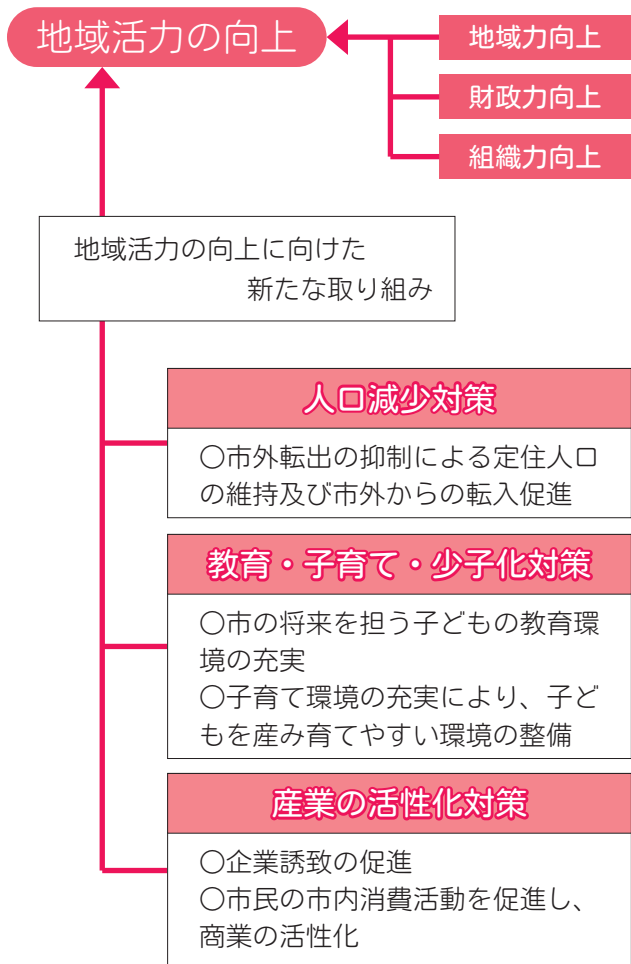 地域活力の向上
地域力向上
財政力向上
組織力向上
地域活力の向上に向けた
新たな取り組み
人口減少対策
○市外転出の抑制による定住人口
の維持及び市外からの転入促進
教育・子育て・少子化対策
○市の将来を担う子どもの教育環
境の充実
○子育て環境の充実により、子ど
もを産み育てやすい環境の整備
産業の活性化対策
○企業誘致の促進
○市民の市内消費活動を促進し、
商業の活性化